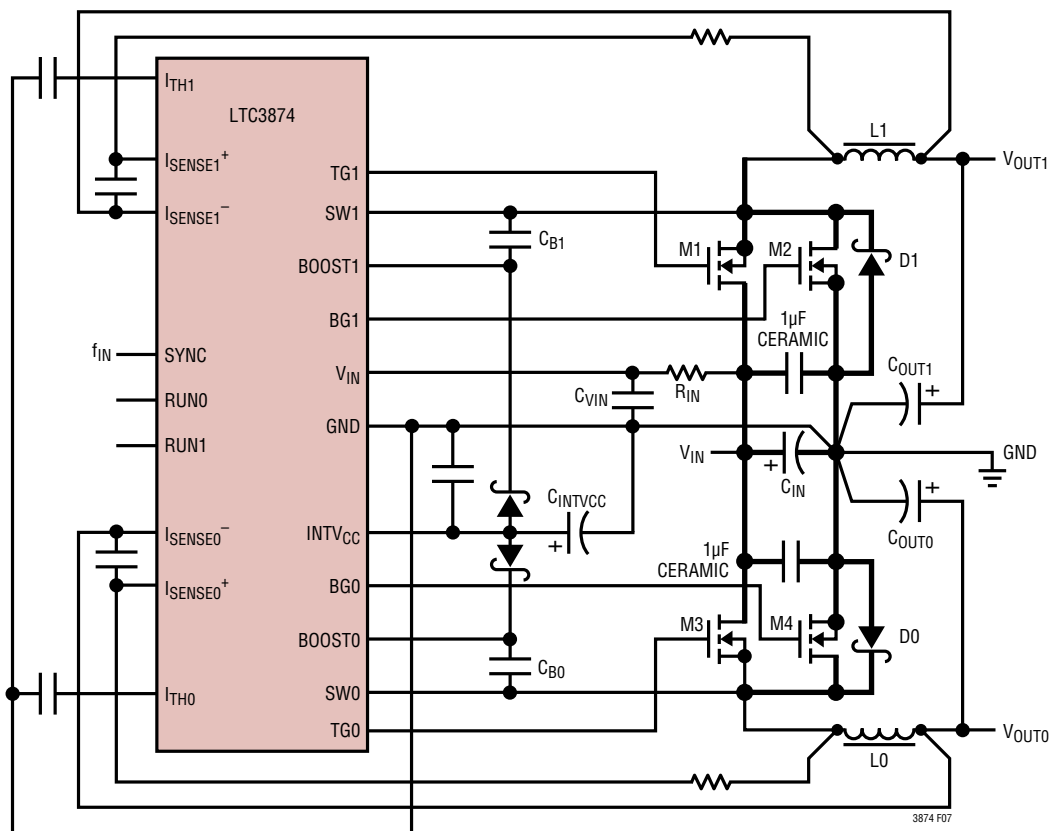 LTC3874
I_TH1
I_SENSE1^+
I_SENSE1^–
SYNC
RUN0
RUN1
I_SENSE0^–
I_SENSE0^+
I_TH0
f_IN
TG1
SW1
BOOST1
BG1
V_IN
GND
INTV_CC
BG0
BOOST0
SW0
TG0
C_B1
C_VIN
R_IN
C_INTVCC
+
C_B0
M1
M2
D1
1µF
CERAMIC
V_IN
+
C_IN
1µF
CERAMIC
M3
M4
D0
L1
V_OUT1
C_OUT1
+
GND
+
C_OUT0
V_OUT0
L0
3874 F07